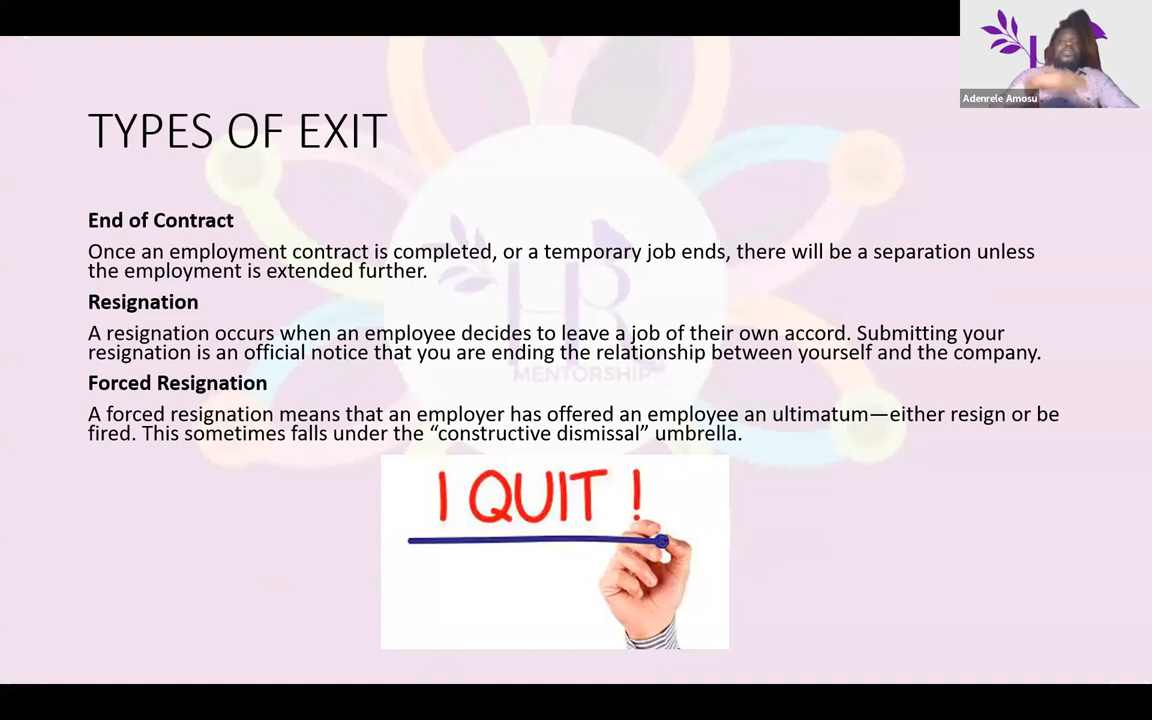 Adenrele Amosu
TYPES OF EXIT
End of Contract
Once an employment contract is completed, or a temporary job ends, there will be a separation unless
the employment is extended further.
Resignation
A resignation occurs when an employee decides to leave a job of their own accord. Submitting your
resignation is an official notice that you are ending the relationship between yourself and the company.
Forced Resignation
A forced resignation means that an employer has offered an employee an ultimatum—either resign or be
fired. This sometimes falls under the “constructive dismissal” umbrella.
HR
MENTORSHIP
I QUIT !